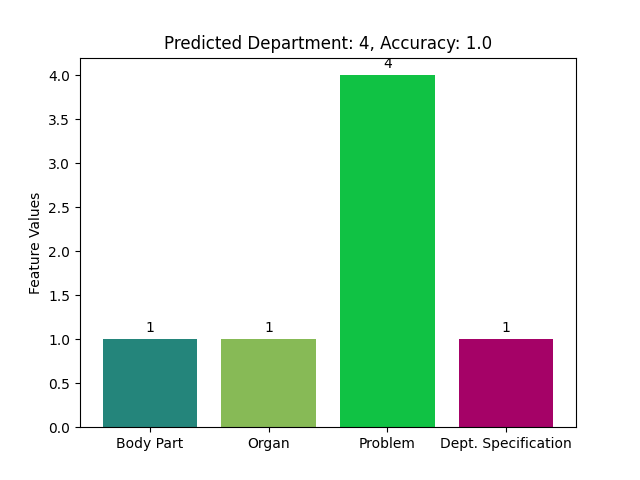 Predicted Department: 4, Accuracy: 1.0
4.0
3.5
3.0
2.5
2.0
1.5
1.0
0.5
0.0
Feature Values
1
1
4
1
Body Part
Organ
Problem
Dept. Specification